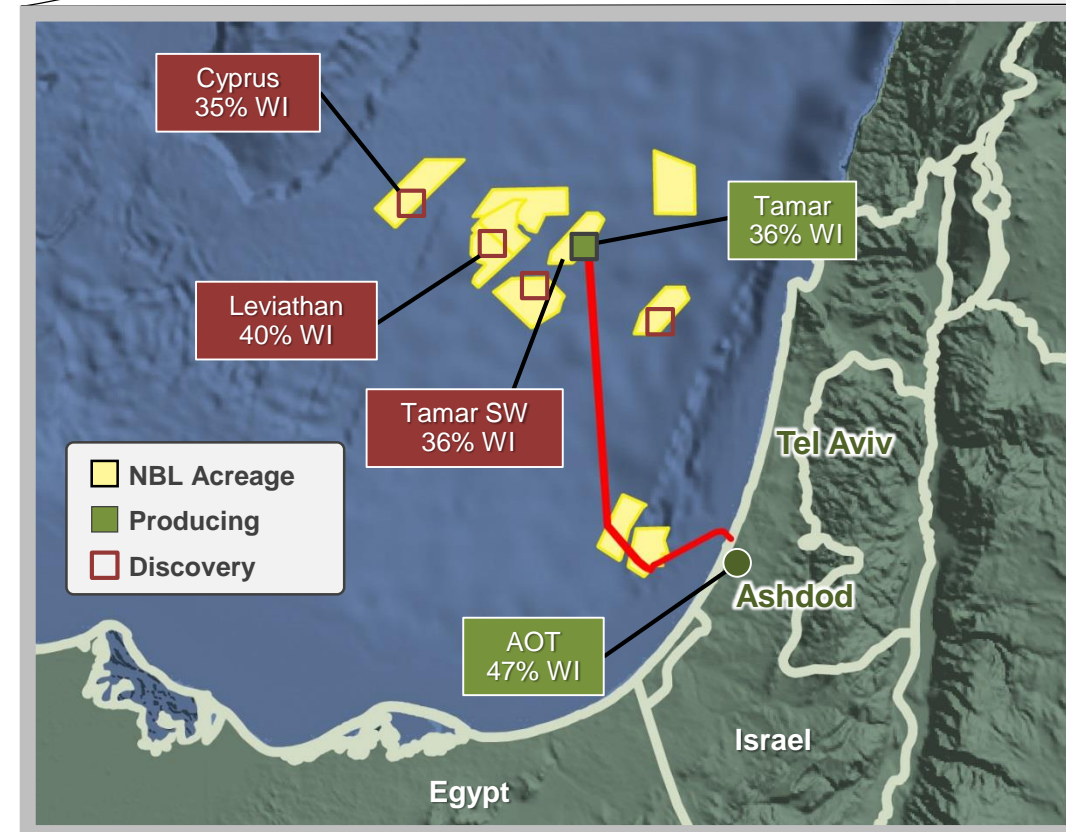 Cyprus
35% WI
Tamar
36% WI
Leviathan
40% WI
Tamar SW
36% WI
Tel Aviv
NBL Acreage
Producing
Discovery
Ashdod
AOT
47% WI
Israel
Egypt